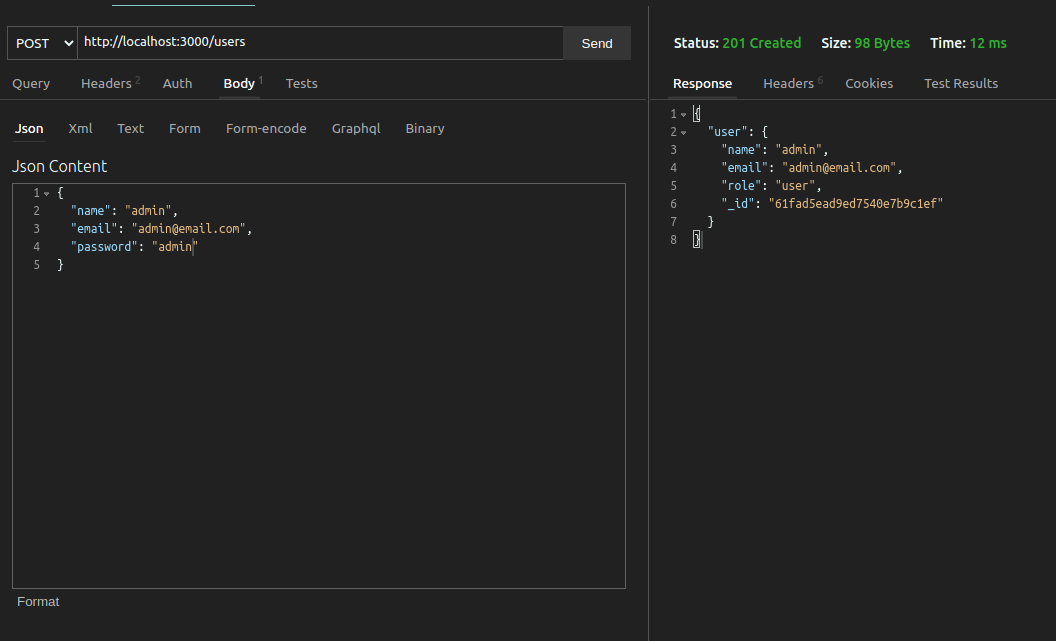 POST http://localhost:3000/users Send
Query Headers 2 Auth Body 1 Tests
Json Xml Text Form Form-encode Graphql Binary
Json Content
1 {
2 "name": "admin",
3 "email": "admin@email.com",
4 "password": "admin"
5 }
Format
Status: 201 Created Size: 98 Bytes Time: 12 ms
Response Headers 6 Cookies Test Results
1 {
2 "user": {
3 "name": "admin",
4 "email": "admin@email.com",
5 "role": "user",
6 "_id": "61fad5ead9ed7540e7b9c1ef"
7 }
8 }